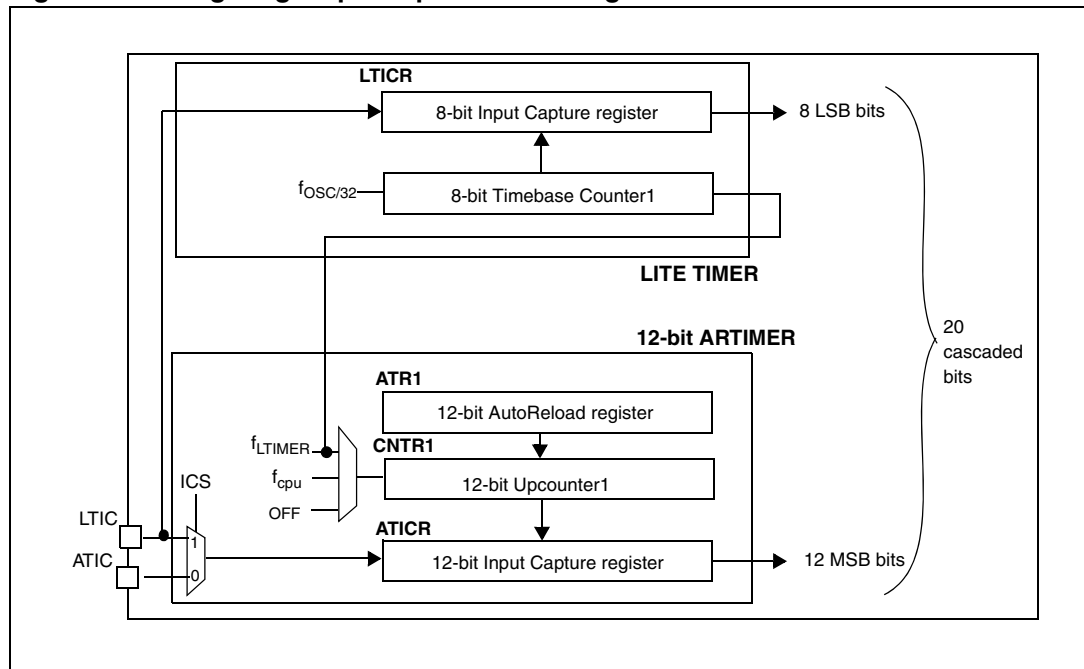 LTICR
8-bit Input Capture register
8 LSB bits
fOSC/32
8-bit Timebase Counter1
LITE TIMER
20
cascaded
bits
12-bit ARTIMER
ATR1
12-bit AutoReload register
fLTIMER
CNTR1
fcpu
12-bit Upcounter1
OFF
ICS
LTIC
1
ATICR
ATIC
0
12-bit Input Capture register
12 MSB bits